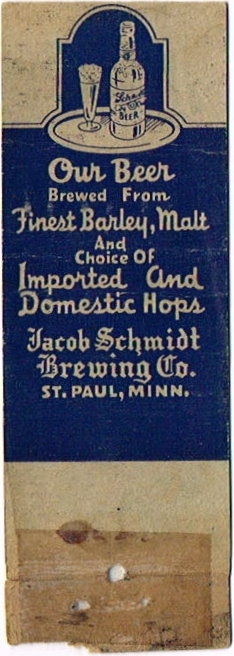 BEER
Our Beer
Brewed From
Finest Barley, Malt
And
Choice Of
Imported And
Domestic Hops
Jacob Schmidt
Brewing Co.
ST. PAUL, MINN.